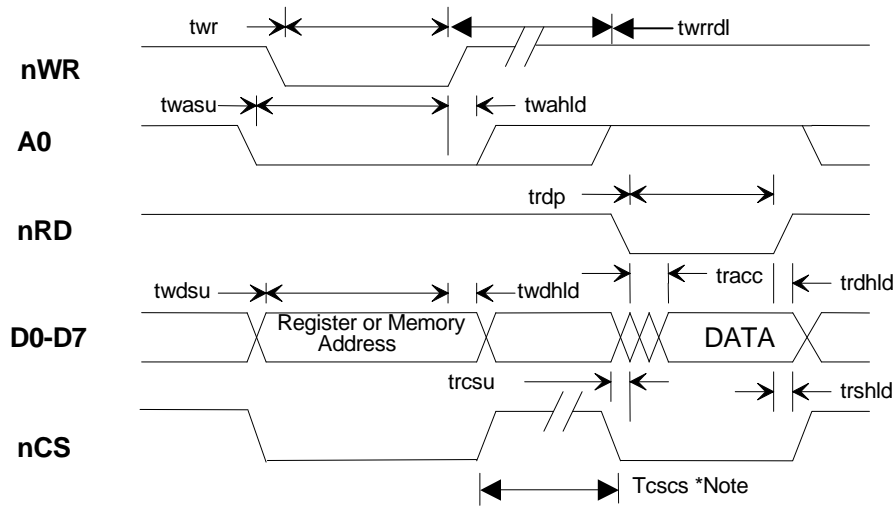 twr
twrrdl
nWR
twasu
twahld
A0
trdp
nRD
tracc
trdhld
twdsu
twdhld
D0-D7
Register or Memory
Address
DATA
trcsu
trshld
nCS
Tcscs *Note